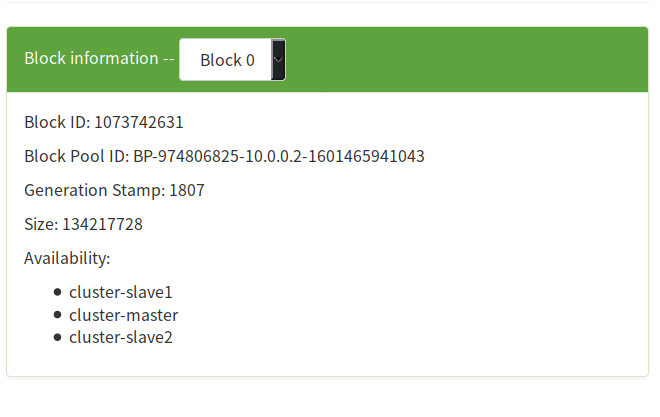 Block information -- Block 0
Block ID: 1073742631
Block Pool ID: BP-974806825-10.0.0.2-1601465941043
Generation Stamp: 1807
Size: 134217728
Availability:
cluster-slave1
cluster-master
cluster-slave2